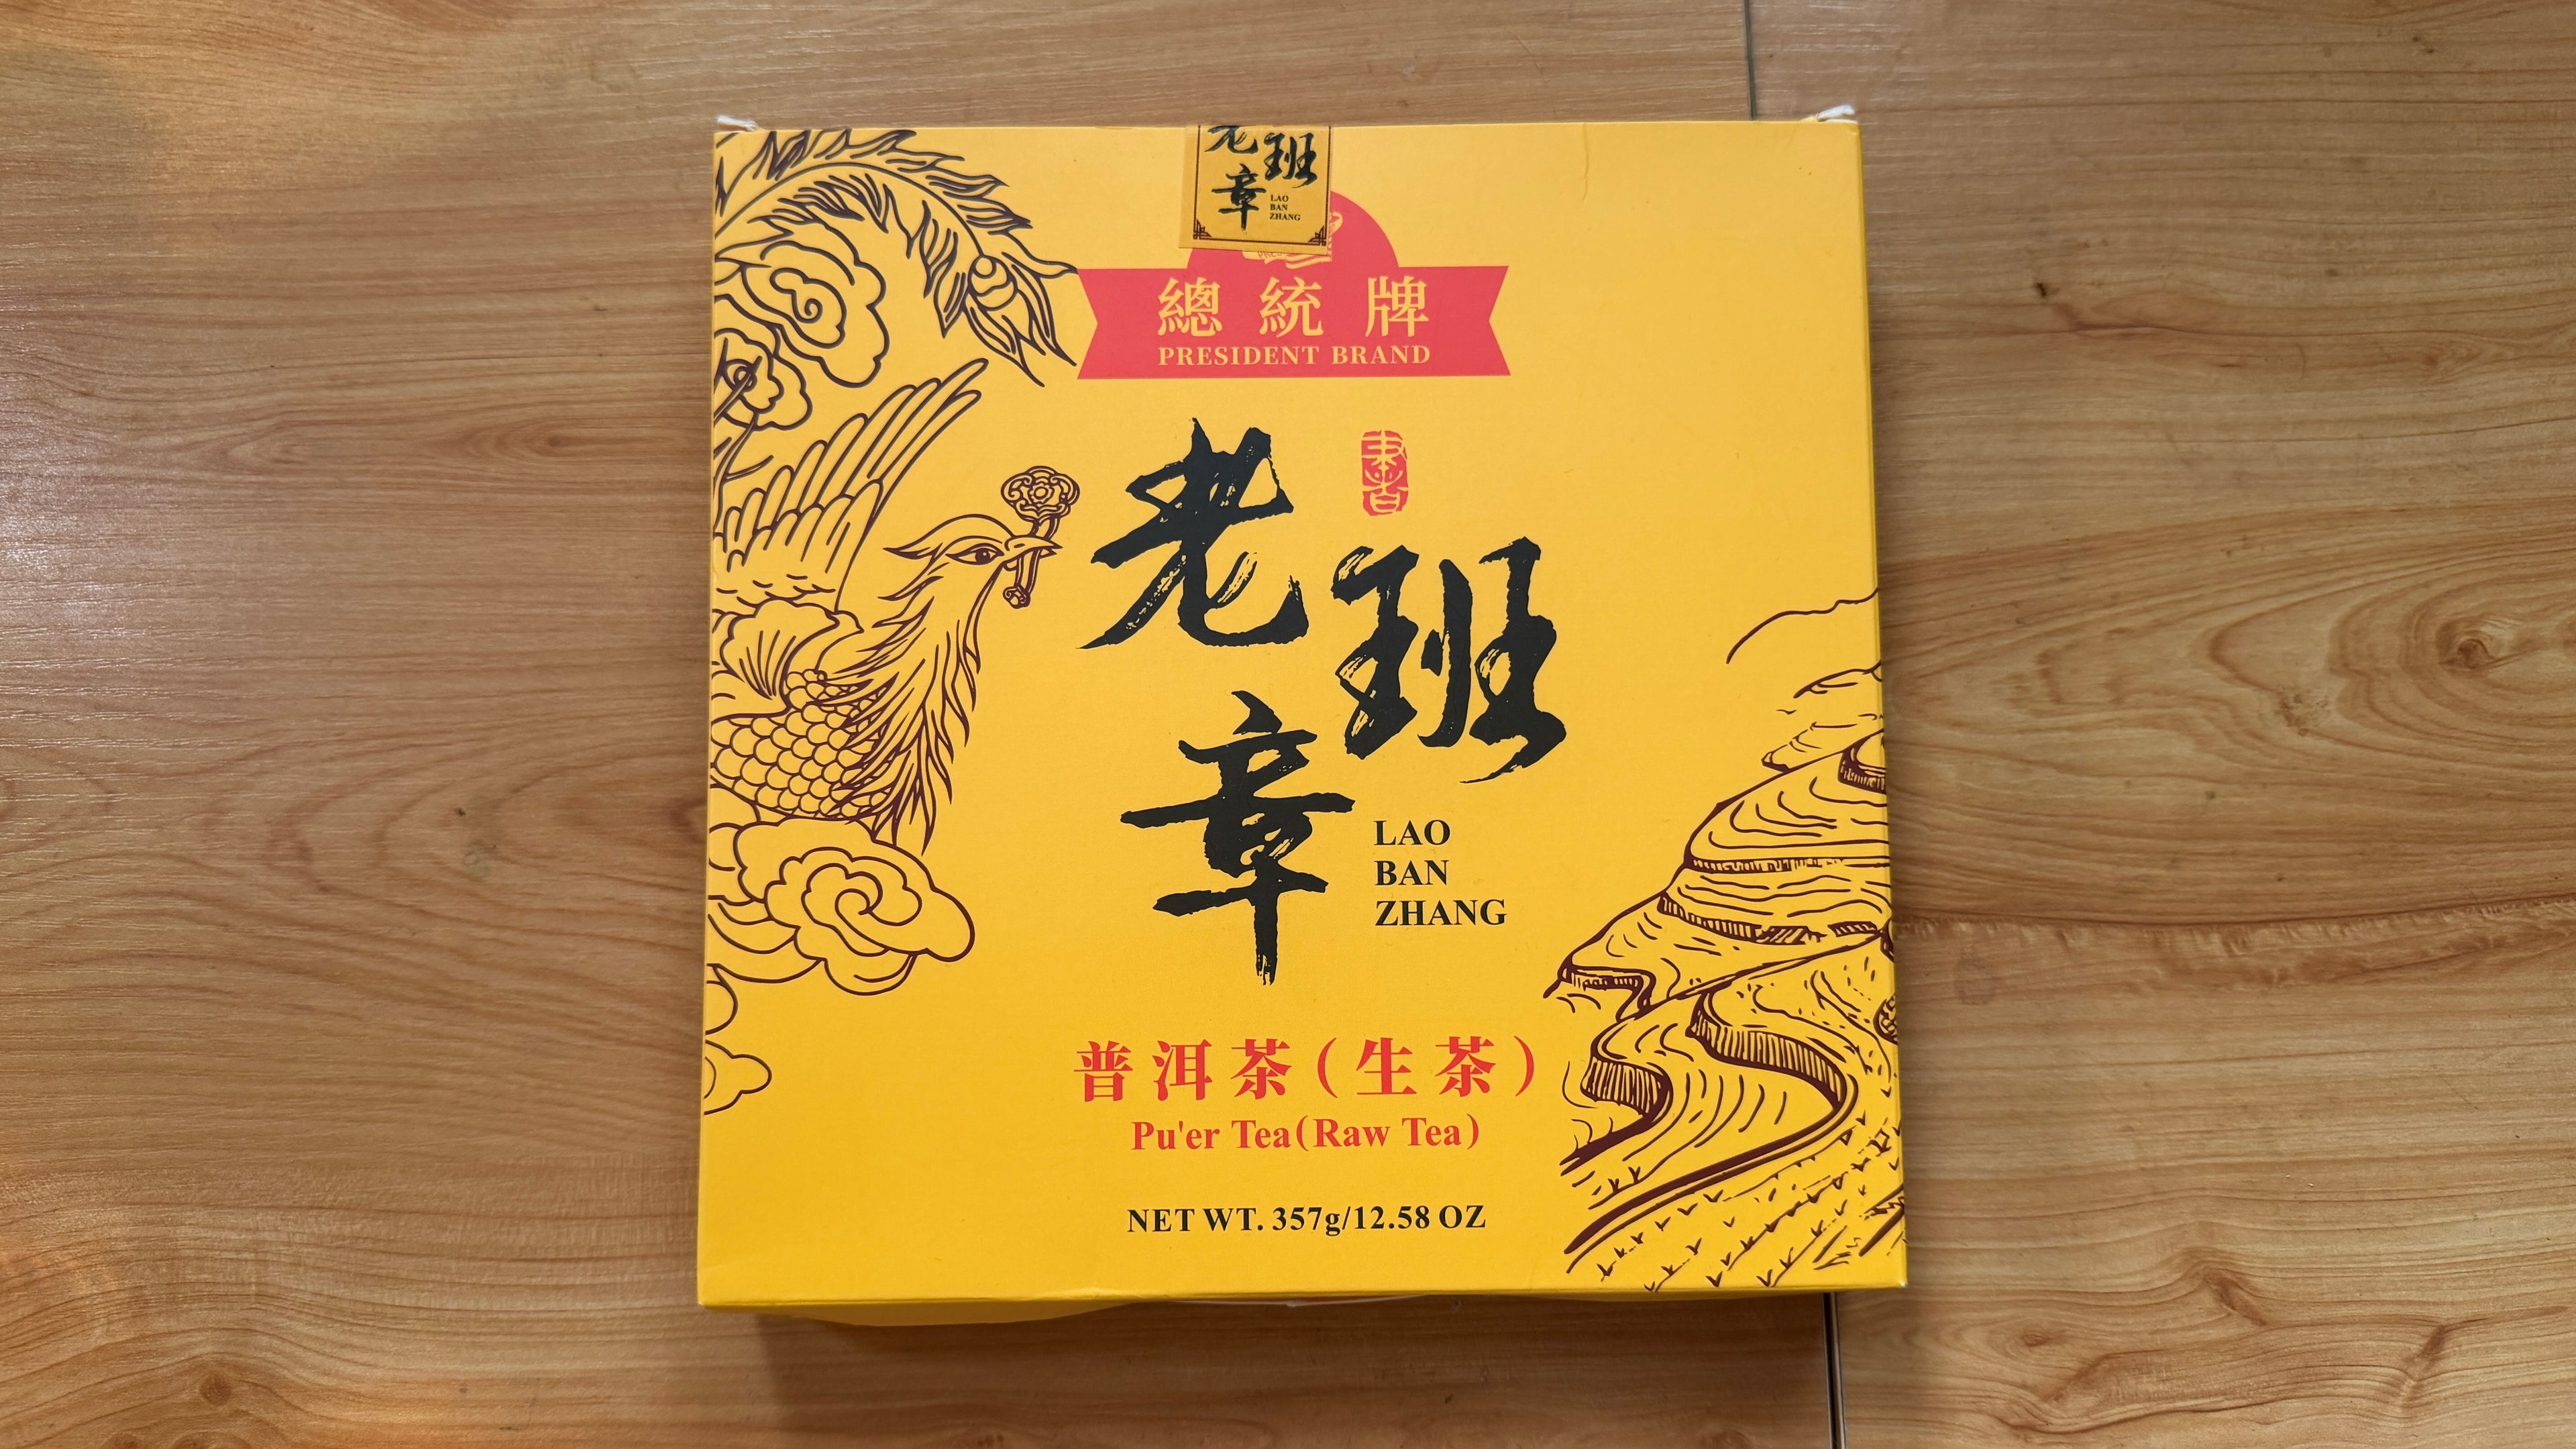 老班
章
LAO
BAN
ZHANG
總統牌
PRESIDENT BRAND
老班
章
LAO
BAN
ZHANG
普洱茶(生茶)
Pu'er Tea(Raw Tea)
NET WT. 357g/12.58 OZ